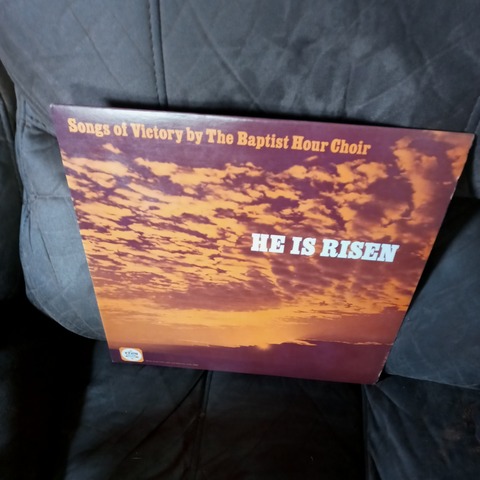 Songs of Victory by The Baptist Hour Choir
HE IS RISEN